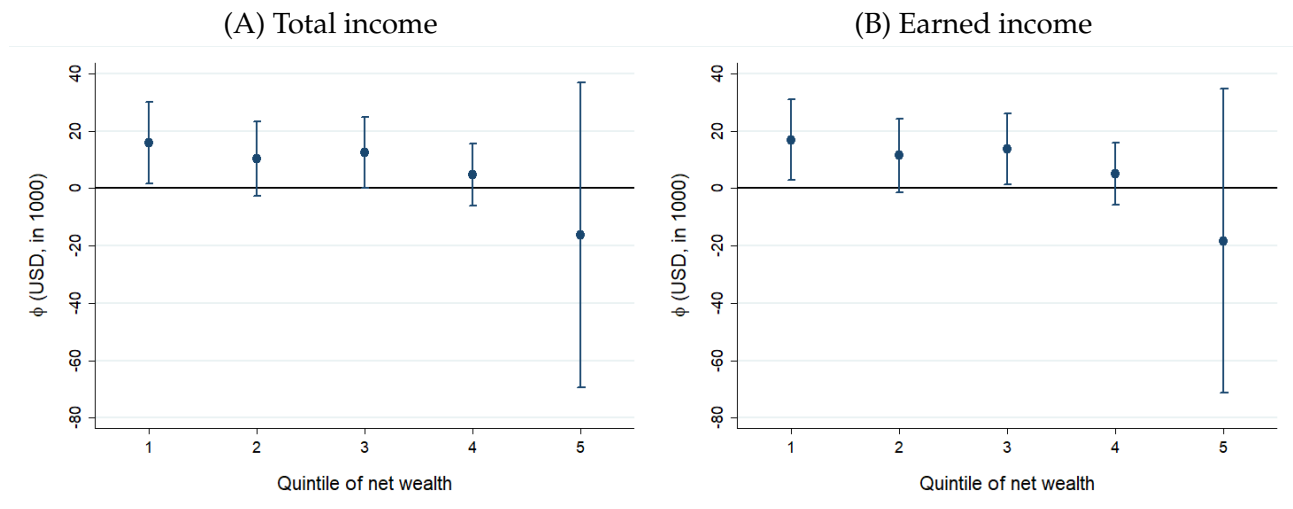 (A) Total income
ϕ (USD, in 1000)
40
20
0
-20
-40
-60
-80
1 2 3 4 5
Quintile of net wealth
(B) Earned income
ϕ (USD, in 1000)
40
20
0
-20
-40
-60
-80
1 2 3 4 5
Quintile of net wealth